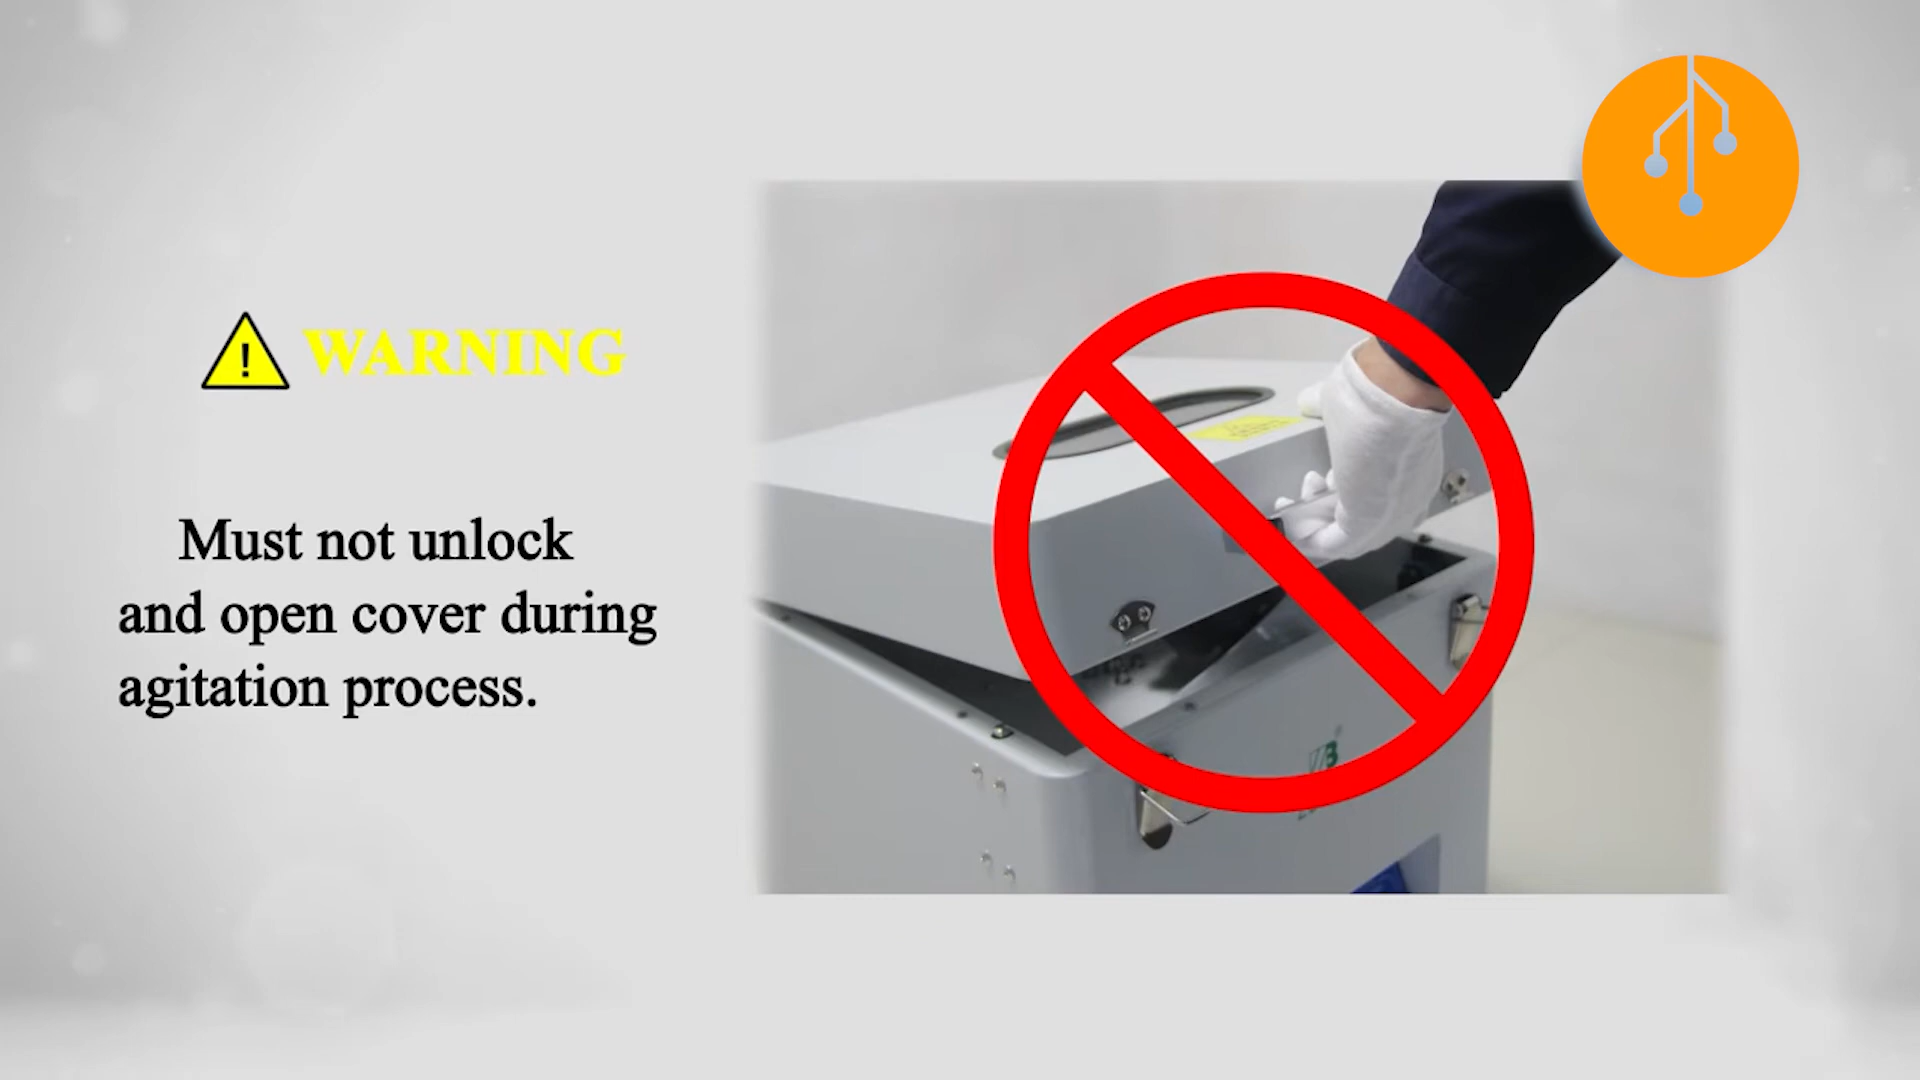 ! WARNING
Must not unlock
and open cover during
agitation process.